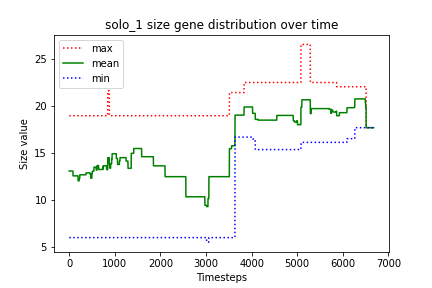 solo_1 size gene distribution over time
max
mean
min
Size value
25
20
15
10
5
0 1000 2000 3000 4000 5000 6000 7000
Timesteps